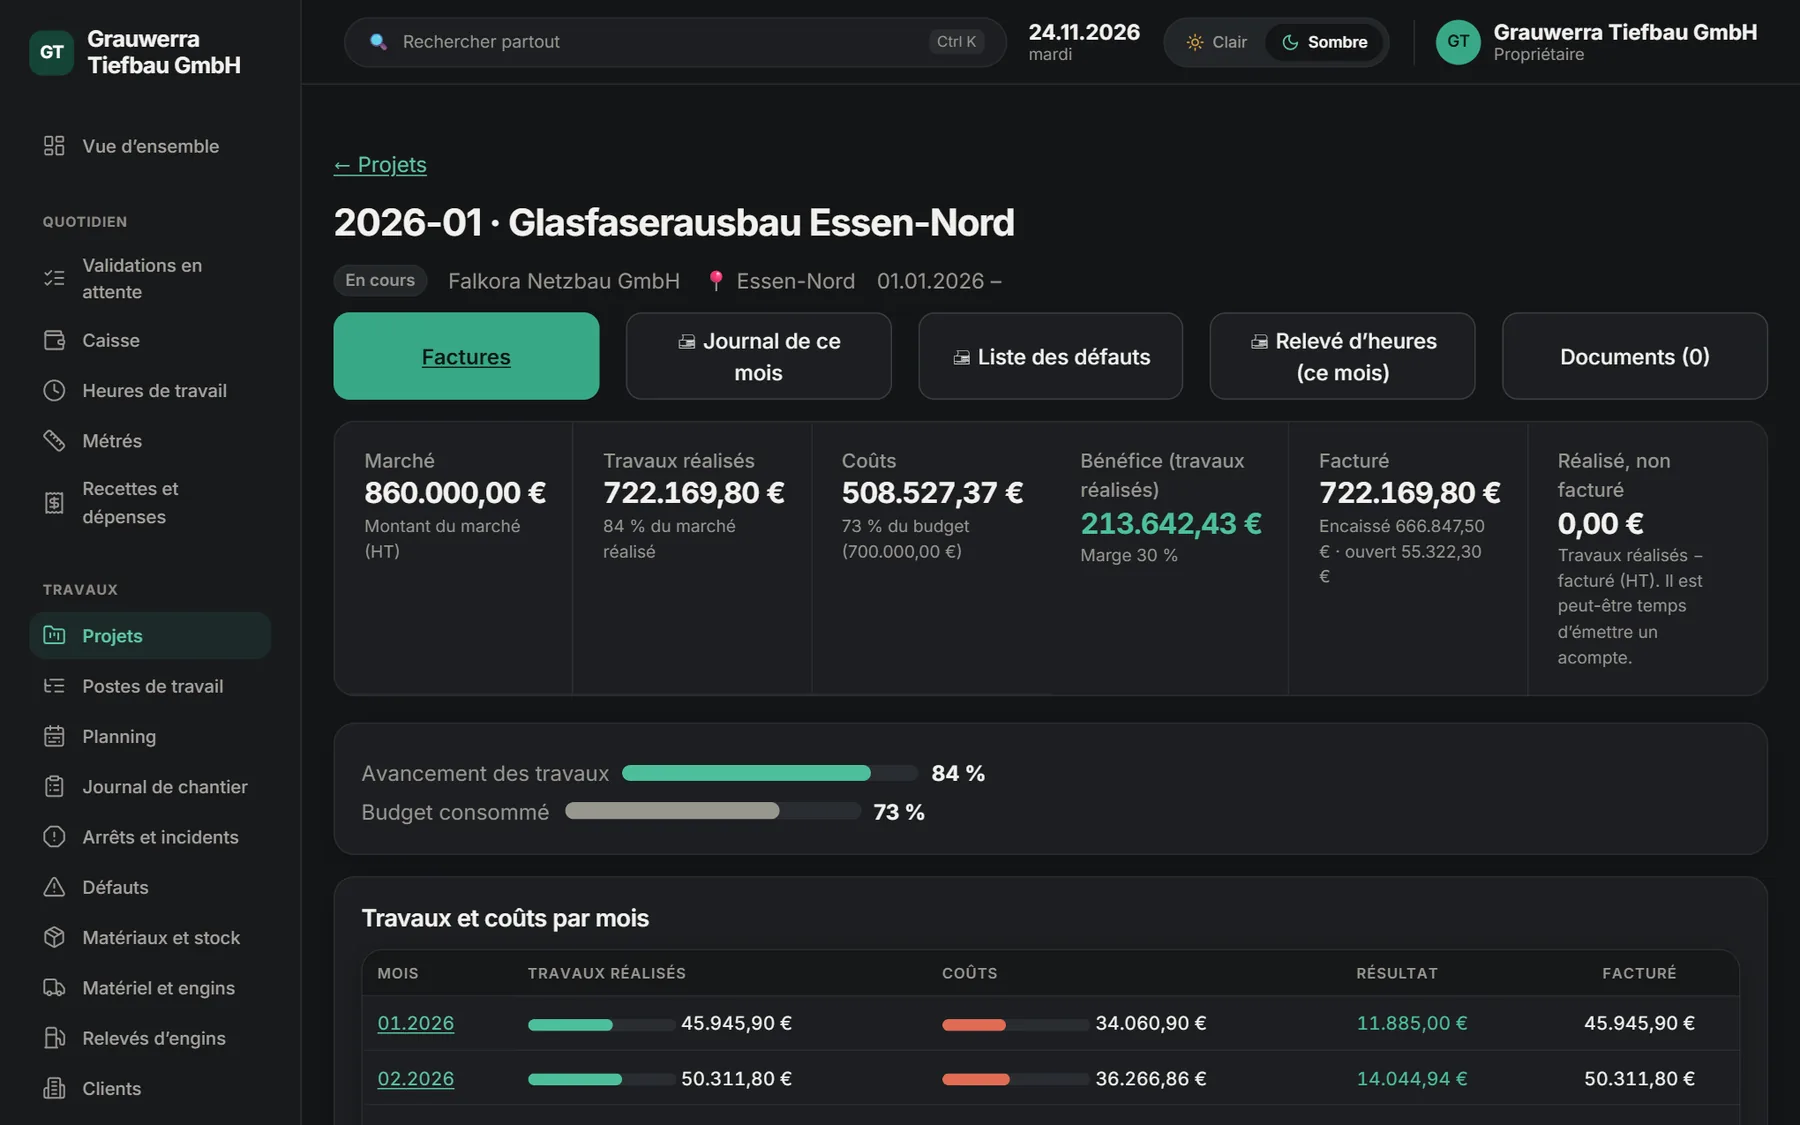 GT
Grauwerra
Tiefbau GmbH
Rechercher partout
Ctrl K
24.11.2026
mardi
Clair
Sombre
GT
Grauwerra Tiefbau GmbH
Propriétaire
Vue d’ensemble
QUOTIDIEN
Validations en
attente
Caisse
Heures de travail
Métrés
Recettes et
dépenses
TRAVAUX
Projets
Postes de travail
Planning
Journal de chantier
Arrêts et incidents
Défauts
Matériaux et stock
Matériel et engins
Relevés d’engins
Clients
← Projets
2026-01 · Glasfaserausbau Essen-Nord
En cours
Falkora Netzbau GmbH
Essen-Nord
01.01.2026 –
Factures
Journal de ce
mois
Liste des défauts
Relevé d’heures
(ce mois)
Documents (0)
Marché
860.000,00 €
Montant du marché
(HT)
Travaux réalisés
722.169,80 €
84 % du marché
réalisé
Coûts
508.527,37 €
73 % du budget
(700.000,00 €)
Bénéfice (travaux
réalisés)
213.642,43 €
Marge 30 %
Facturé
722.169,80 €
Encaissé 666.847,50
€ · ouvert 55.322,30
€
Réalisé, non
facturé
0,00 €
Travaux réalisés –
facturé (HT). Il est
peut-être temps
d’émettre un
acompte.
Avancement des travaux 84 %
Budget consommé 73 %
Travaux et coûts par mois
MOIS TRAVAUX RÉALISÉS COÛTS RÉSULTAT FACTURÉ
01.2026 45.945,90 € 34.060,90 € 11.885,00 € 45.945,90 €
02.2026 50.311,80 € 36.266,86 € 14.044,94 € 50.311,80 €